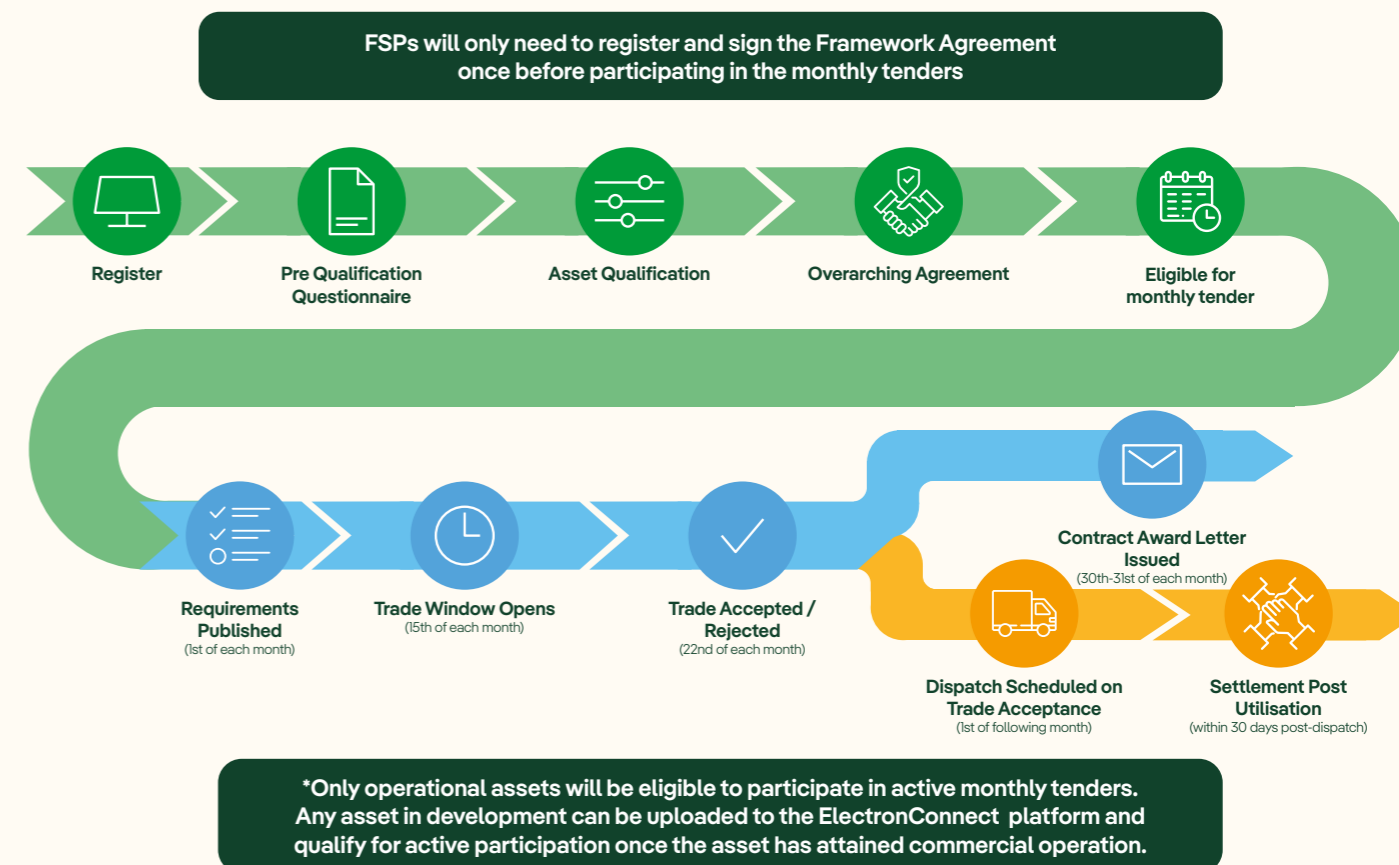 FSPs will only need to register and sign the Framework Agreement
once before participating in the monthly tenders
Register
Pre Qualification
Questionnaire
Asset Qualification
Overarching Agreement
Eligible for
monthly tender
Requirements
Published
(1st of each month)
Trade Window Opens
(15th of each month)
Trade Accepted /
Rejected
(22nd of each month)
Contract Award Letter
Issued
(30th-31st of each month)
Dispatch Scheduled on
Trade Acceptance
(1st of following month)
Settlement Post
Utilisation
(within 30 days post-dispatch)
*Only operational assets will be eligible to participate in active monthly tenders.
Any asset in development can be uploaded to the ElectronConnect platform and
qualify for active participation once the asset has attained commercial operation.